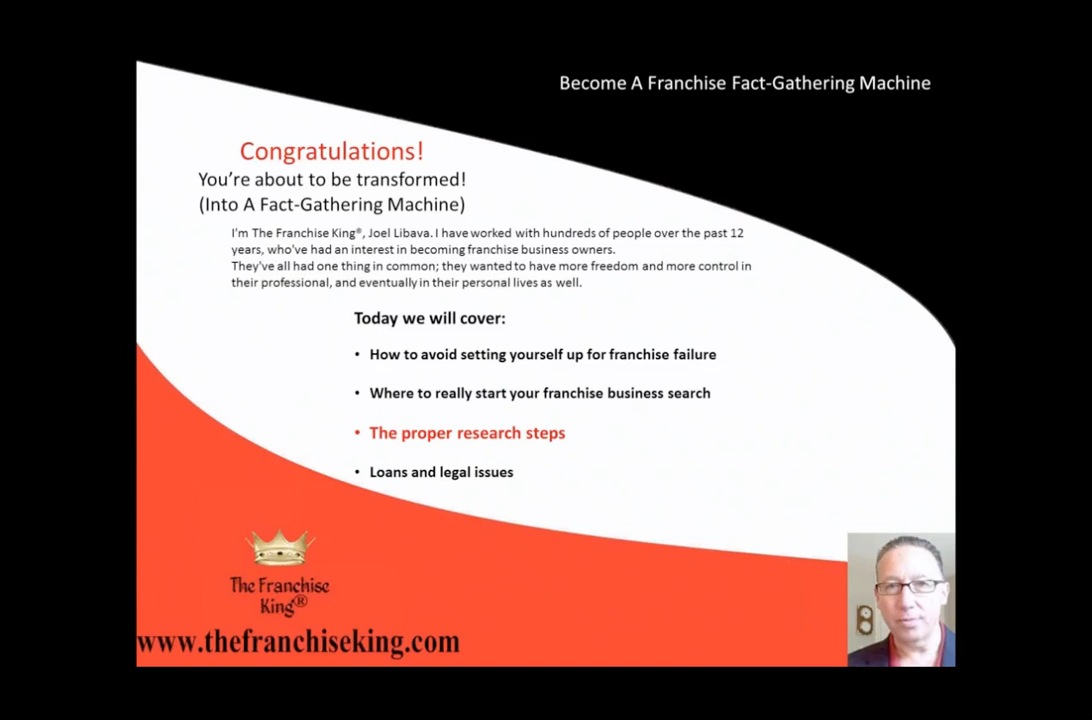 Become A Franchise Fact-Gathering Machine
Congratulations!
You're about to be transformed!
(Into A Fact-Gathering Machine)
I'm The Franchise King®, Joel Libava. I have worked with hundreds of people over the past 12
years, who've had an interest in becoming franchise business owners.
They've all had one thing in common; they wanted to have more freedom and more control in
their professional, and eventually in their personal lives as well.
Today we will cover:
• How to avoid setting yourself up for franchise failure
• Where to really start your franchise business search
• The proper research steps
• Loans and legal issues
The Franchise
King®
www.thefranchiseking.com